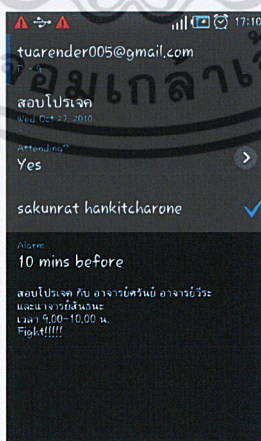 17:10
tuarender005@gmail.com
สอบโปรเจค
Wed Oct 27, 2010
Attending?
Yes
sakunrat hankitcharone
Alarm
10 mins before
สอบโปรเจค กับ อาจารย์ศรันย์ อาจารย์วีระ
และอาจารย์สันธนะ
เวลา 9.00-10.00 น.
Fight!!!!!